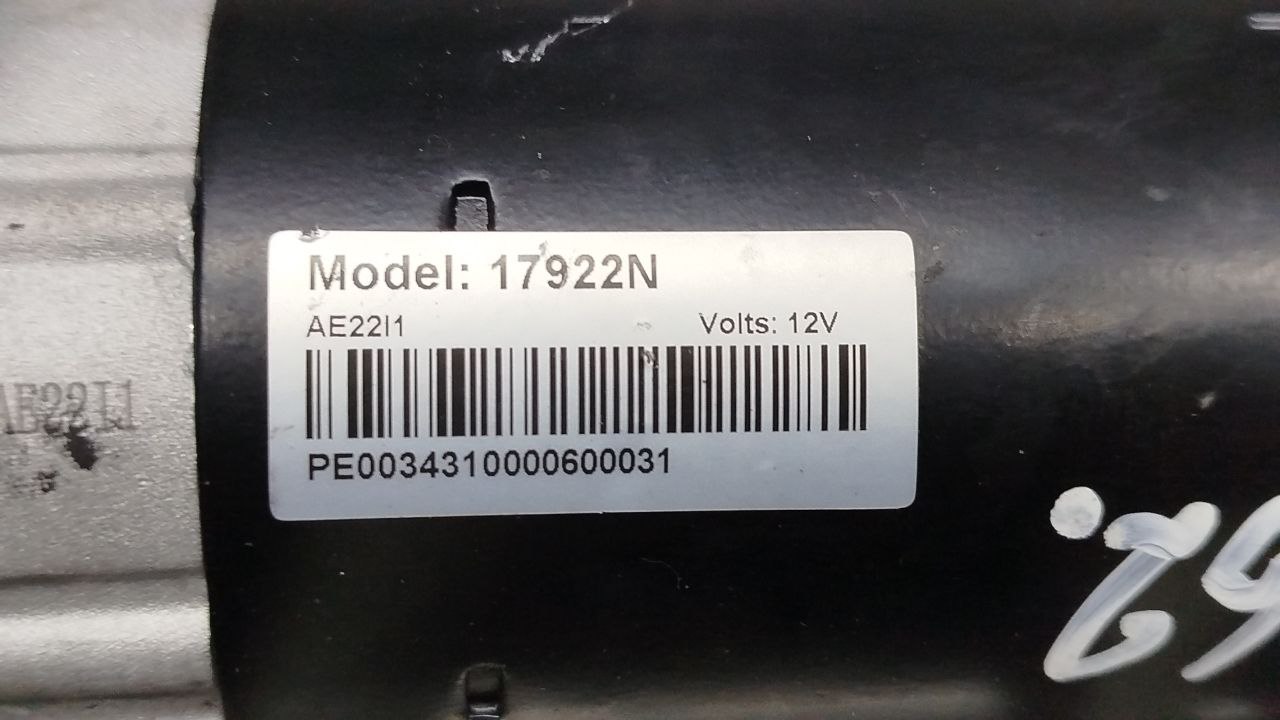 Model: 17922N
AE22I1
Volts: 12V
PE0034310000600031
AE22I1